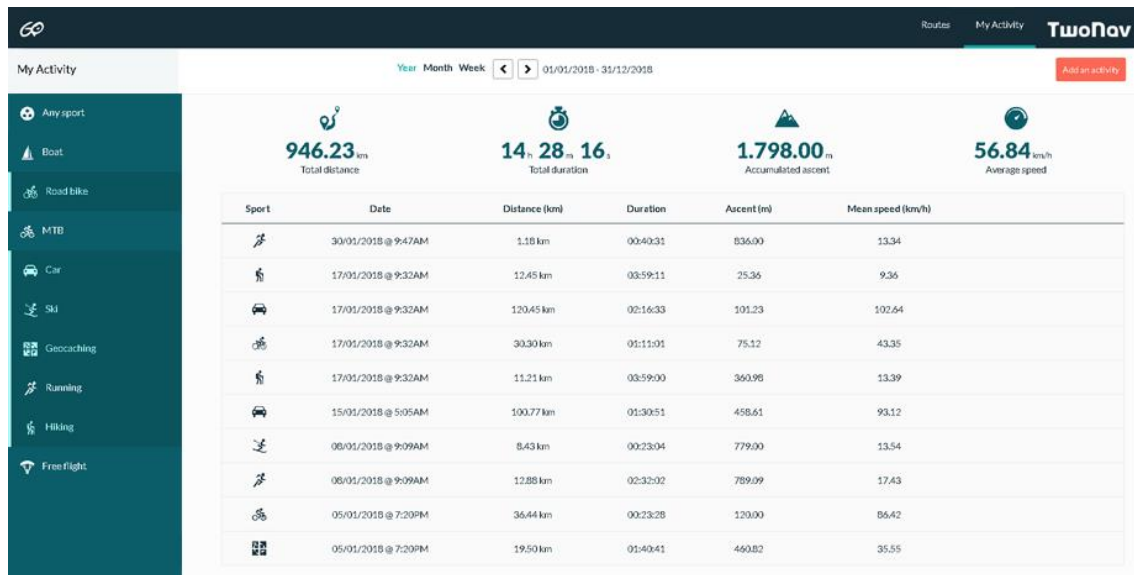 GO
Routes
My Activity
TwoNav
My Activity
Year Month Week 01/01/2018 - 31/12/2018
Add an activity
Any sport
Boat
Road bike
MTB
Car
Ski
Geocaching
Running
Hiking
Free flight
946.23 km
Total distance
14 h 28 m 16 s
Total duration
1.798.00 m
Accumulated ascent
56.84 km/h
Average speed
Sport Date Distance (km) Duration Ascent (m) Mean speed (km/h)
30/01/2018 @ 9:47AM 1.18 km 00:40:31 836.00 13.34
17/01/2018 @ 9:32AM 12.45 km 03:59:11 25.36 9.36
17/01/2018 @ 9:32AM 120.45 km 02:16:33 101.23 102.64
17/01/2018 @ 9:32AM 30.30 km 01:11:01 75.12 43.35
17/01/2018 @ 9:32AM 11.21 km 03:59:00 360.98 13.39
15/01/2018 @ 5:05AM 100.77 km 01:30:51 458.61 93.12
08/01/2018 @ 9:09AM 8.43 km 00:23:04 779.00 13.54
08/01/2018 @ 9:09AM 12.88 km 02:32:02 789.09 17.43
05/01/2018 @ 7:20PM 36.44 km 00:23:28 120.00 86.42
05/01/2018 @ 7:20PM 19.50 km 01:40:41 460.82 35.55